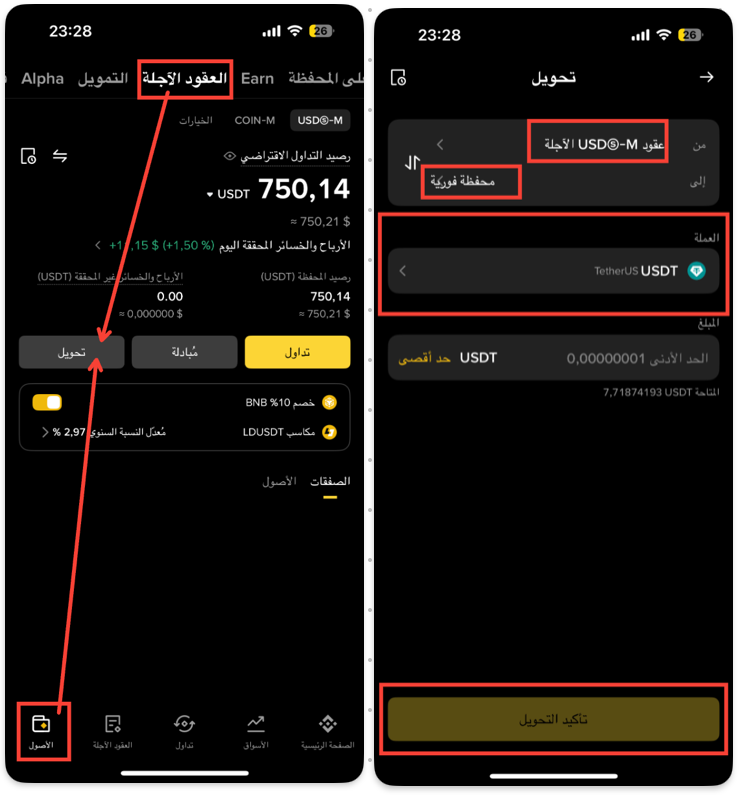 23:28
26
على المحفظة
Earn
العقود الآجلة
التمويل
Alpha
USDⓈ-M
COIN-M
الخيارات
رصيد التداول الافتراضي
750,14 USDT
≈ 750,21 $
الأرباح والخسائر المحققة اليوم
,15 $ (+1,50 %)
رصيد المحفظة (USDT)
الأرباح والخسائر غير المحققة (USDT)
750,14
0.00
≈ 750,21 $
≈ 0,000000 $
تداول
مُبادلة
تحويل
خصم 10% BNB
مكاسب LDUSDT
مُعدّل النسبة السنوي 2,97 %
الصفقات
الأصول
الصفحة الرئيسية
الأسواق
تداول
العقود الآجلة
الأصول
23:28
26
تحويل
من
عقود USDⓈ-M الآجلة
إلى
محفظة فورية
العملة
USDT TetherUS
المبلغ
الحد الأدنى 0,00000001
USDT
حد أقصى
المتاحة 7,71874193 USDT
تأكيد التحويل